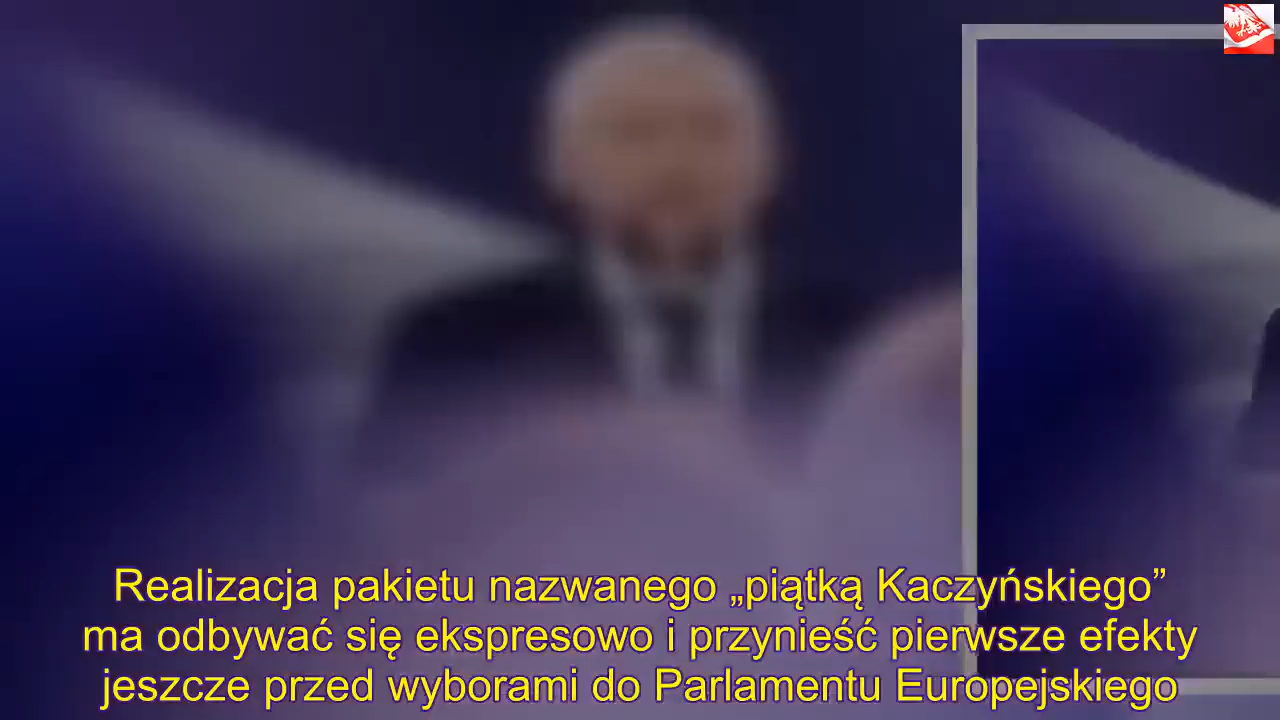 Realizacja pakietu nazwanego „piątką Kaczyńskiego”
ma odbywać się ekspresowo i przynieść pierwsze efekty
jeszcze przed wyborami do Parlamentu Europejskiego